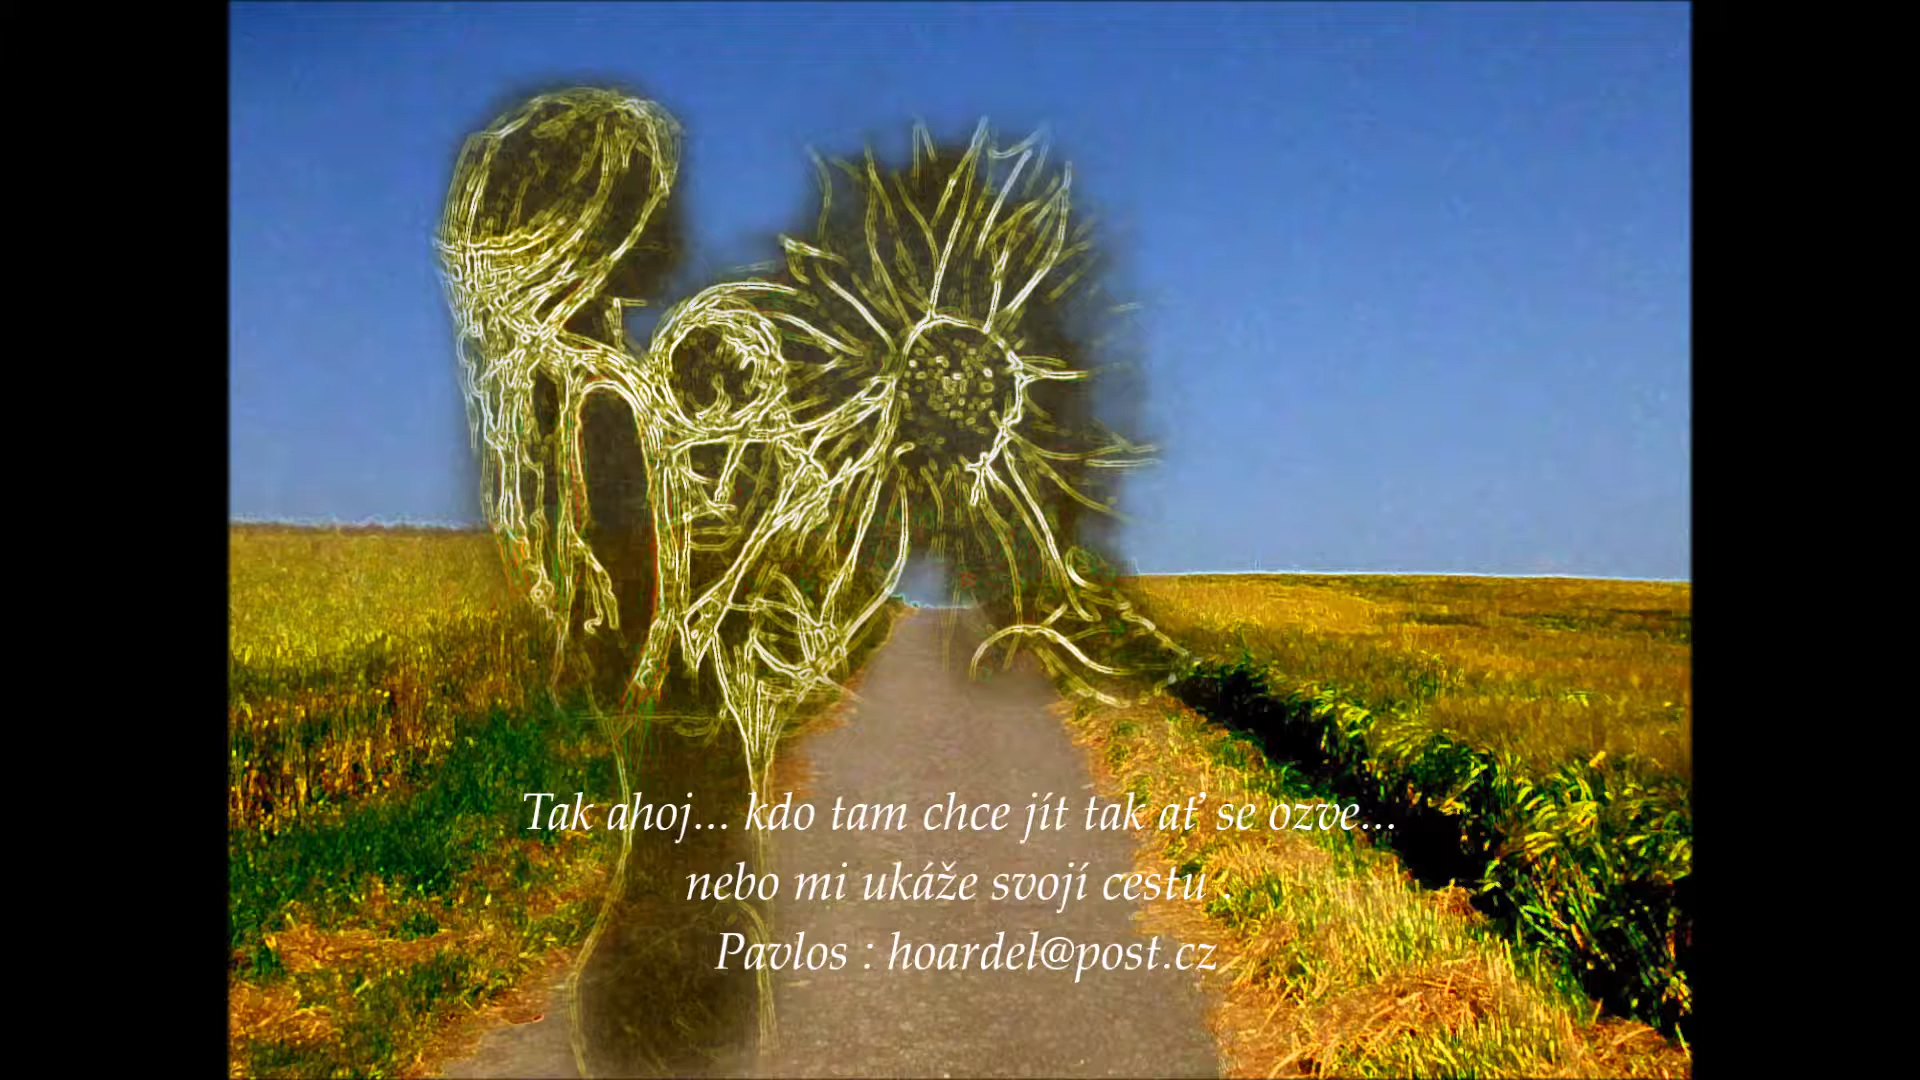 Tak ahoj... kdo tam chce jít tak ať se ozve...
nebo mi ukáže svojí cestu .
Pavlos : hoardel@post.cz